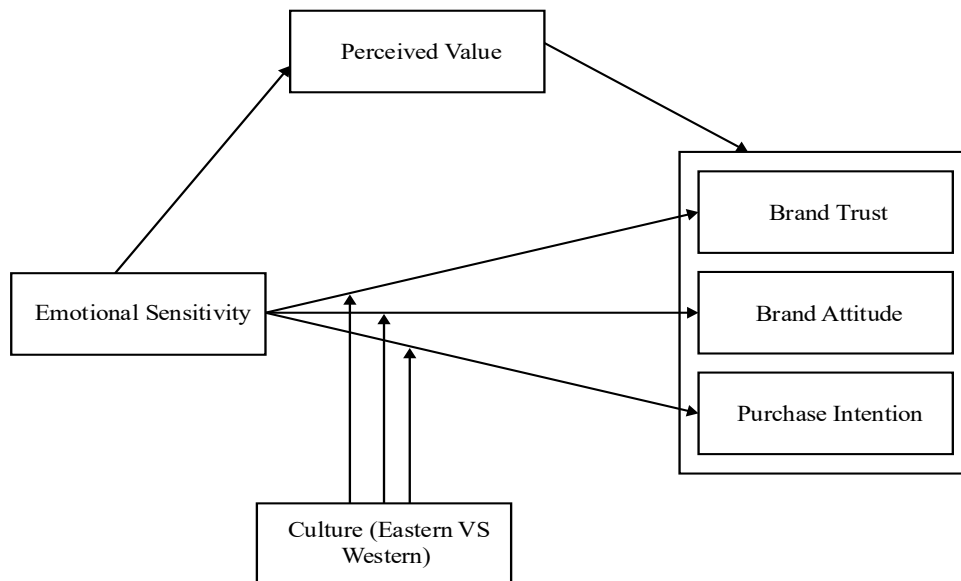 Perceived Value
Brand Trust
Emotional Sensitivity
Brand Attitude
Purchase Intention
Culture (Eastern VS
Western)